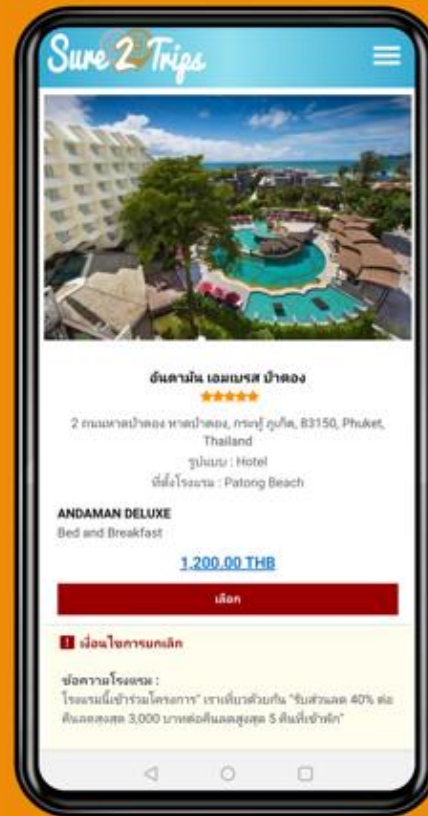 Sure 2 Trips
อันดามัน เอมเบรส ป่าตอง
2 ถนนหาดป่าตอง หาดป่าตอง, กระทู้ ภูเก็ต, 83150, Phuket,
Thailand
รูปแบบ : Hotel
ที่ตั้งโรงแรม : Patong Beach
ANDAMAN DELUXE
Bed and Breakfast
1,200.00 THB
เลือก
! เงื่อนไขการยกเลิก
ข้อความโรงแรม :
โรงแรมนี้เข้าร่วมโครงการ" เราเที่ยวด้วยกัน "รับส่วนลด 40% ต่อ
คืนลดสูงสุด 3,000 บาทต่อคืนลดสูงสุด 5 คืนที่เข้าพัก"